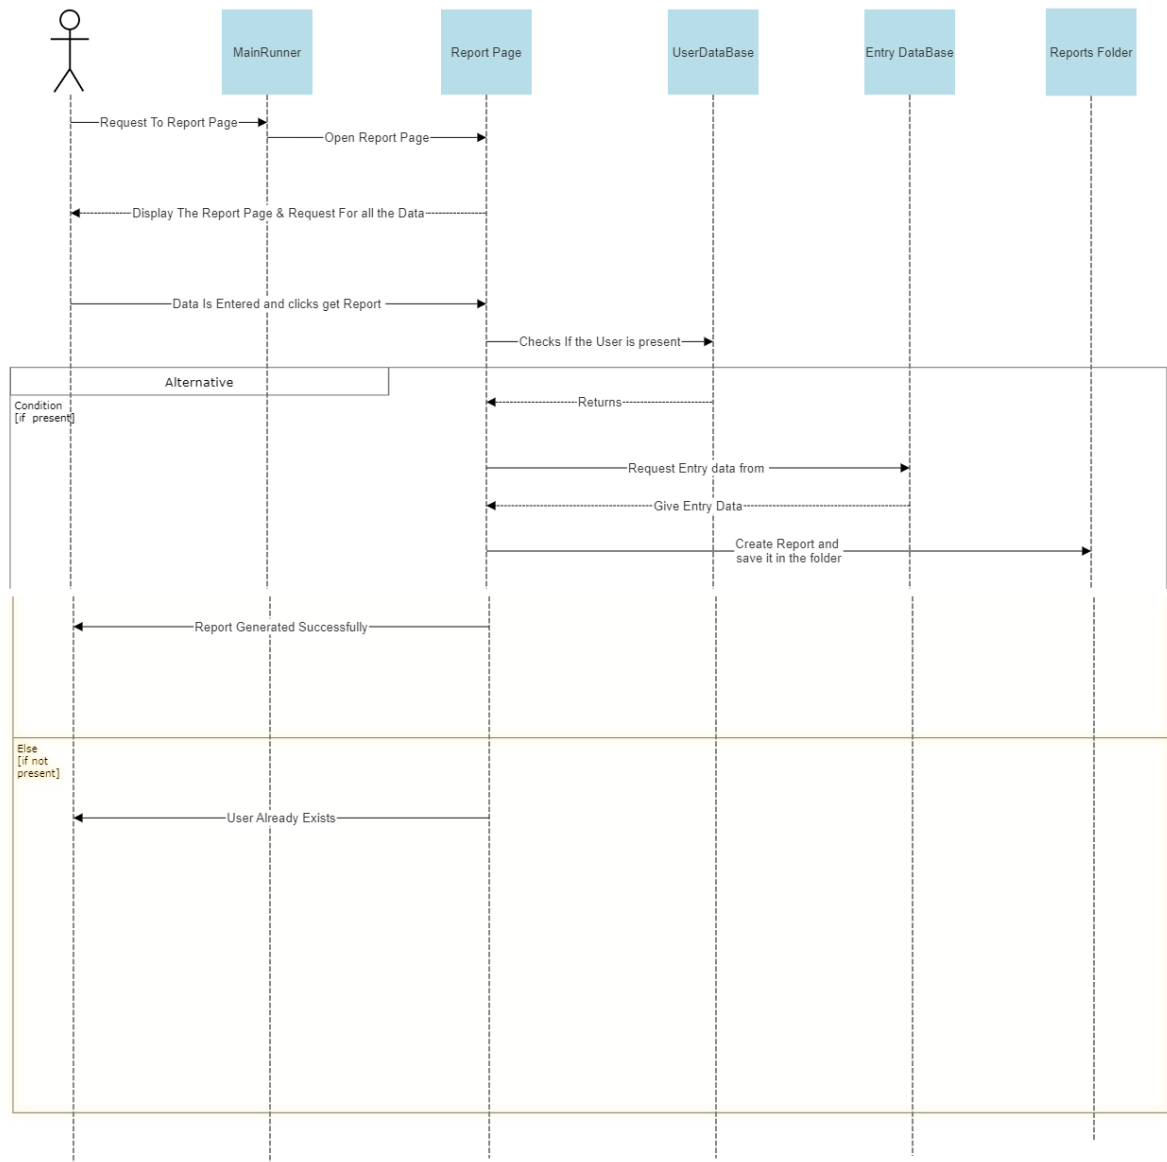 MainRunner
Report Page
UserDataBase
Entry DataBase
Reports Folder
Request To Report Page
Open Report Page
Display The Report Page & Request For all the Data
Data Is Entered and clicks get Report
Checks If the User is present
Alternative
Condition
[if present]
Returns
Request Entry data from
Give Entry Data
Create Report and
save it in the folder
Report Generated Successfully
Else
[if not
present]
User Already Exists